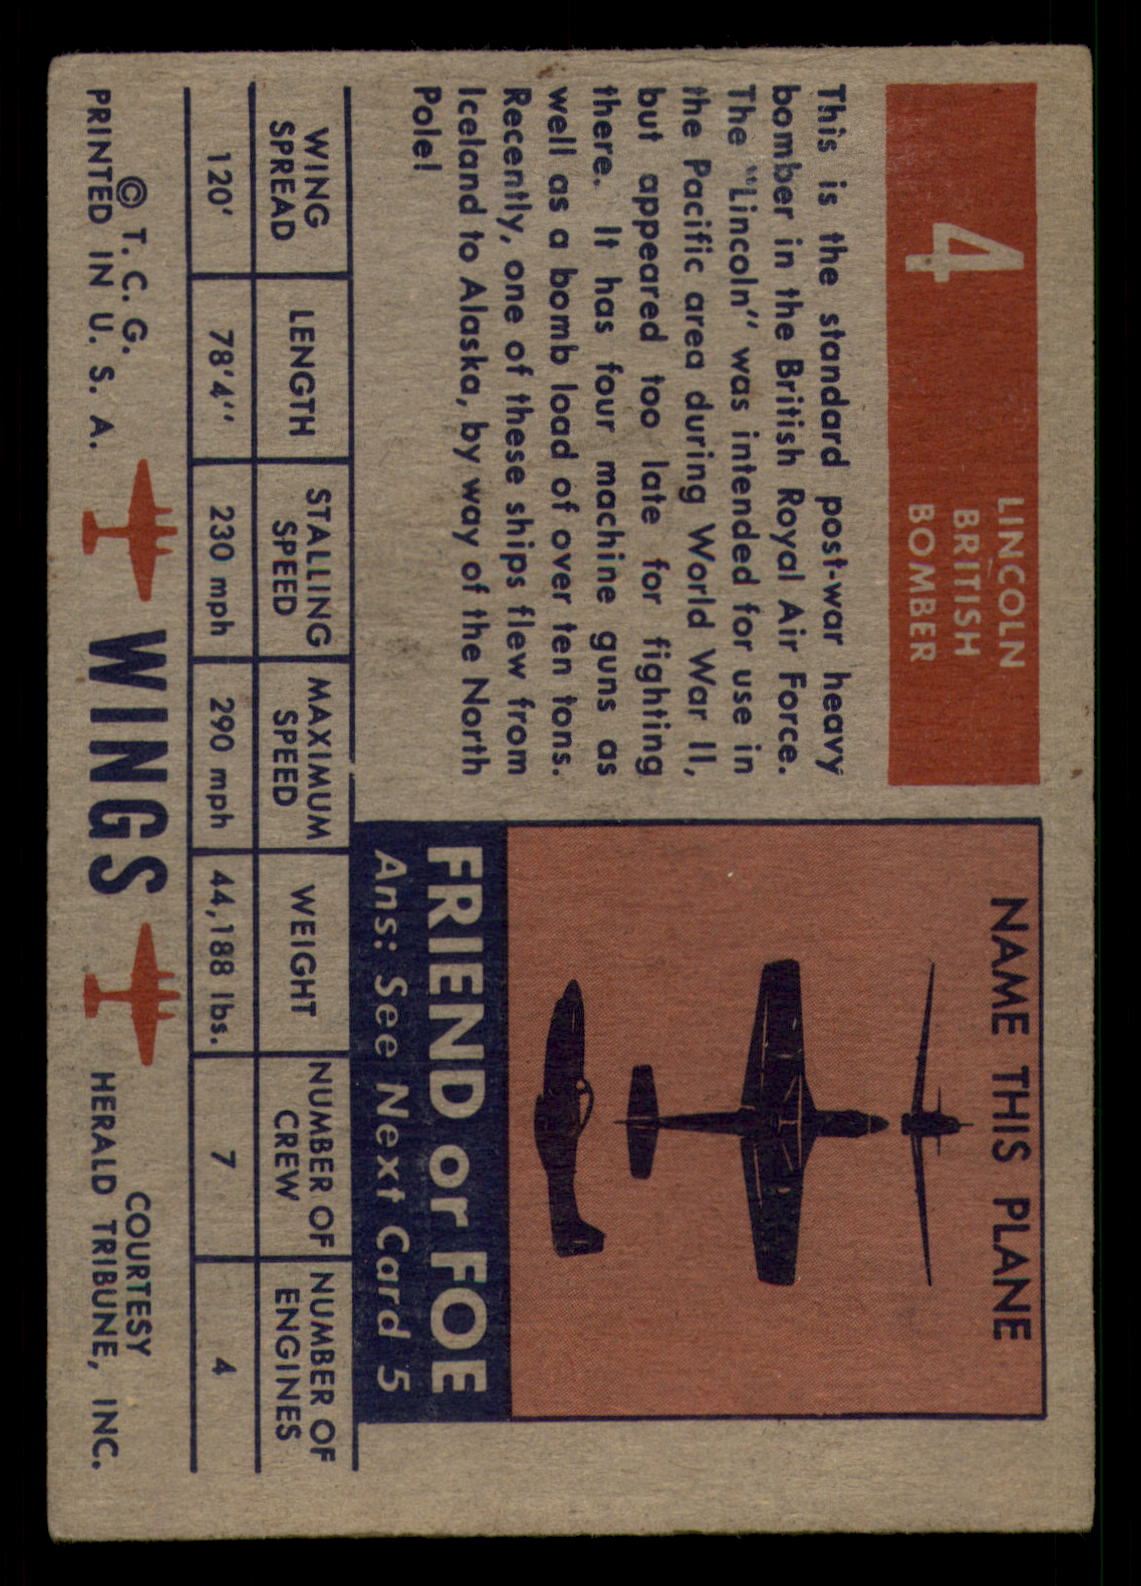 4
LINCOLN
BRITISH
BOMBER
This is the standard post-war heavy
bomber in the British Royal Air Force.
The "Lincoln" was intended for use in
the Pacific area during World War II,
but appeared too late for fighting
there. It has four machine guns as
well as a bomb load of over ten tons.
Recently, one of these ships flew from
Iceland to Alaska, by way of the North
Pole!
NAME THIS PLANE
FRIEND or FOE
Ans: See Next Card 5
WING SPREAD
LENGTH
STALLING SPEED
MAXIMUM SPEED
WEIGHT
NUMBER OF CREW
NUMBER OF ENGINES
120'
78'4"
230 mph
290 mph
44,188 lbs.
7
4
© T. C. G.
PRINTED IN U. S. A.
WINGS
COURTESY
HERALD TRIBUNE, INC.